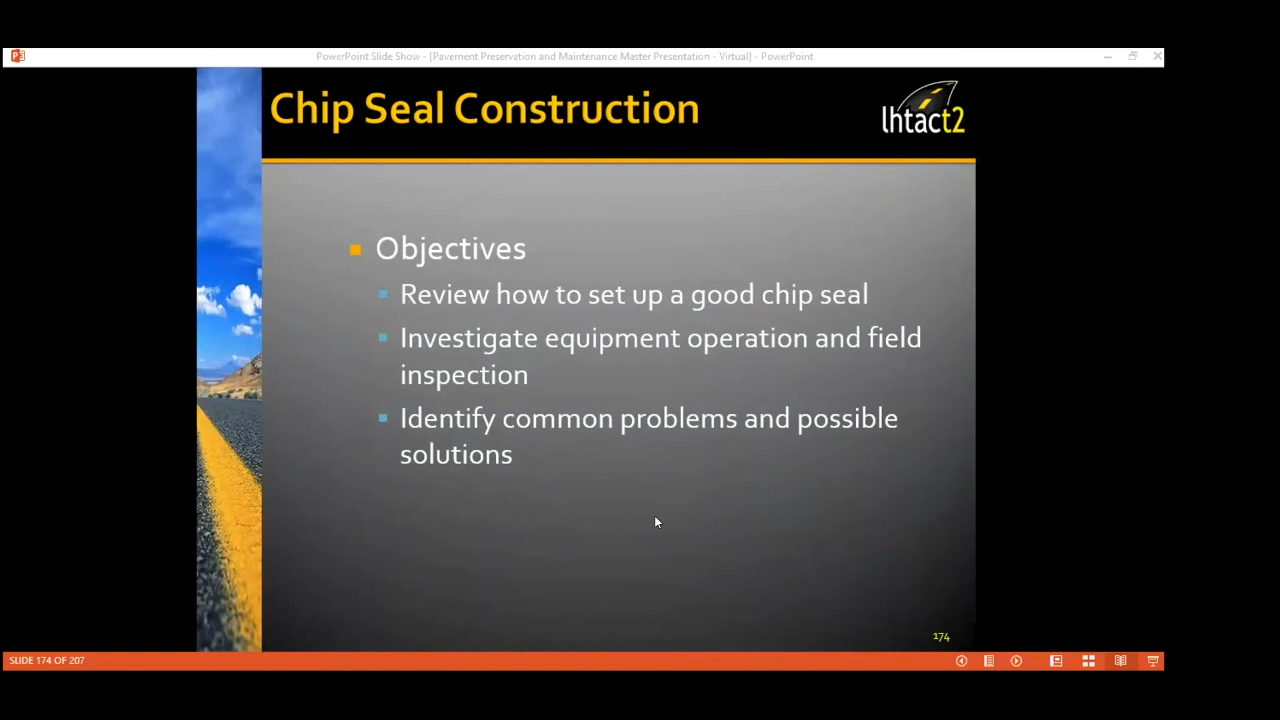 PowerPoint Slide Show - [Pavement Preservation and Maintenance Master Presentation - Virtual] - PowerPoint
Chip Seal Construction
lhtact2
Objectives
Review how to set up a good chip seal
Investigate equipment operation and field
inspection
Identify common problems and possible
solutions
174
SLIDE 174 OF 207